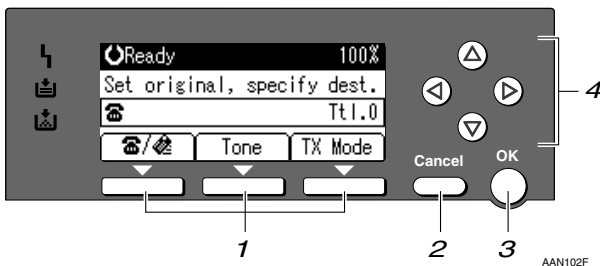 Ready 100%
Set original, specify dest.
Ttl.0
/ Tone TX Mode
Cancel OK
4
1 2 3
AAN102F